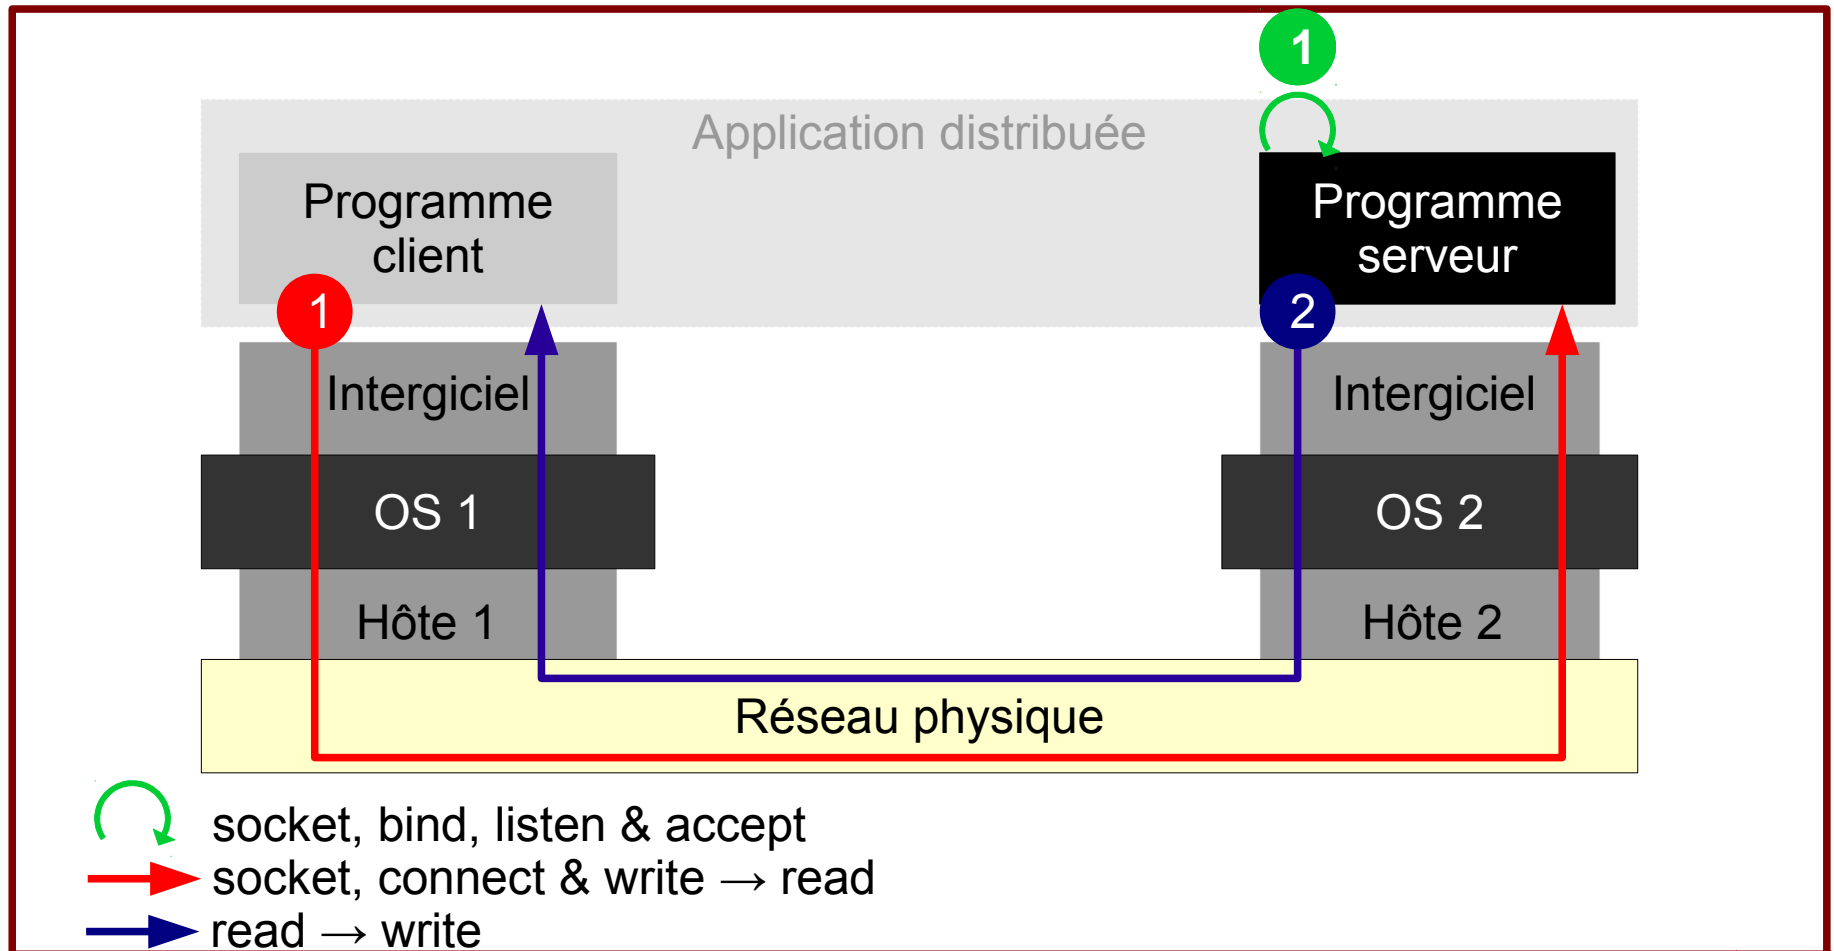 1
Application distribuée
Programme
client
Programme
serveur
1
2
Intergiciel
Intergiciel
OS 1
OS 2
Hôte 1
Hôte 2
Réseau physique
socket, bind, listen & accept
socket, connect & write → read
read → write